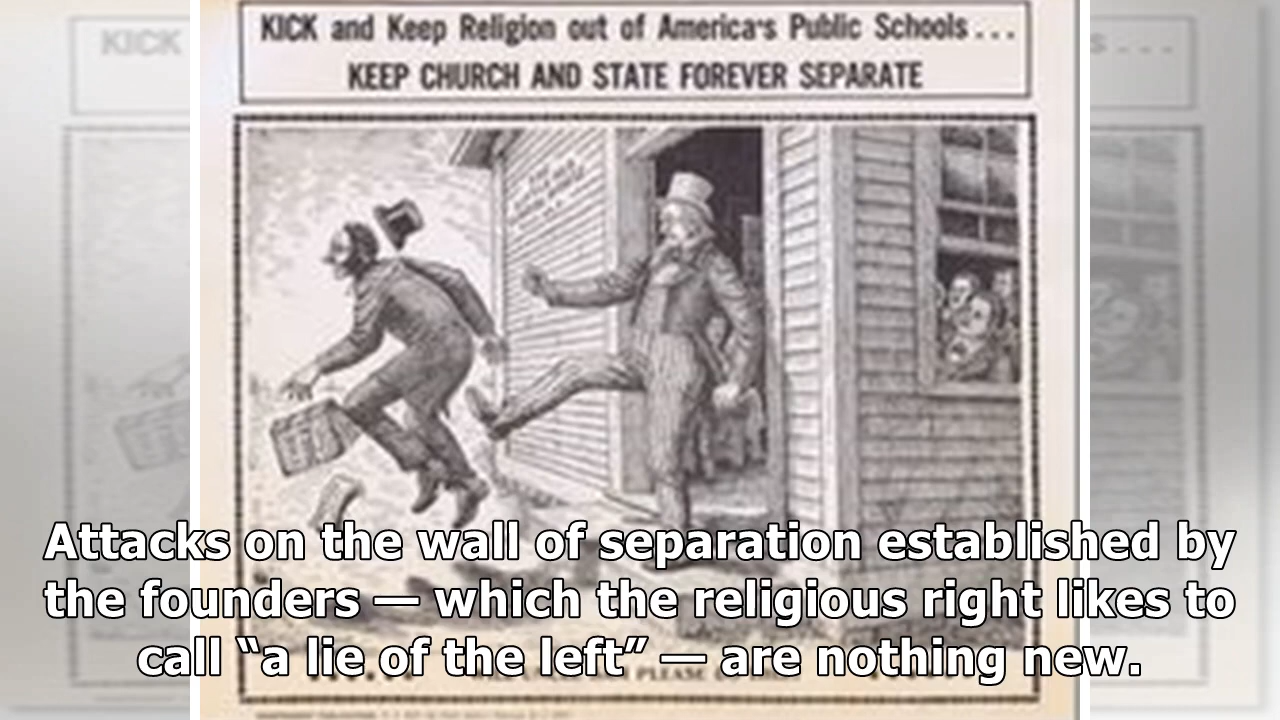 KICK and Keep Religion out of America's Public Schools...
KEEP CHURCH AND STATE FOREVER SEPARATE
Attacks on the wall of separation established by
the founders — which the religious right likes to
call “a lie of the left” — are nothing new.
PLEASE